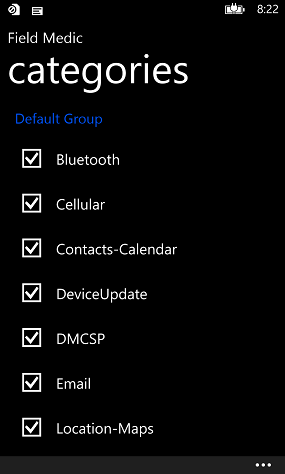 8:22
Field Medic
categories
Default Group
Bluetooth
Cellular
Contacts-Calendar
DeviceUpdate
DMCSP
Email
Location-Maps